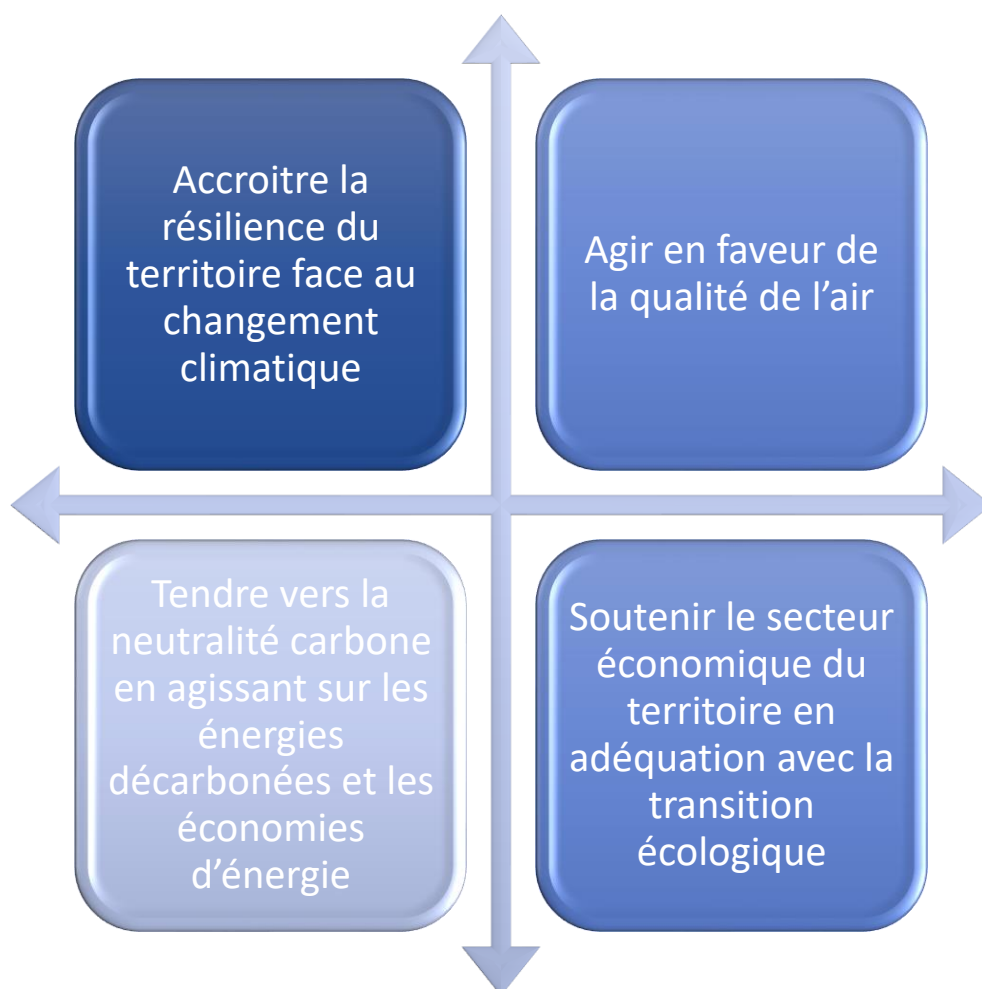 Accroitre la
résilience du
territoire face au
changement
climatique
Agir en faveur de
la qualité de l’air
Tendre vers la
neutralité carbone
en agissant sur les
énergies
décarbonées et les
économies
d’énergie
Soutenir le secteur
économique du
territoire en
adéquation avec la
transition
écologique